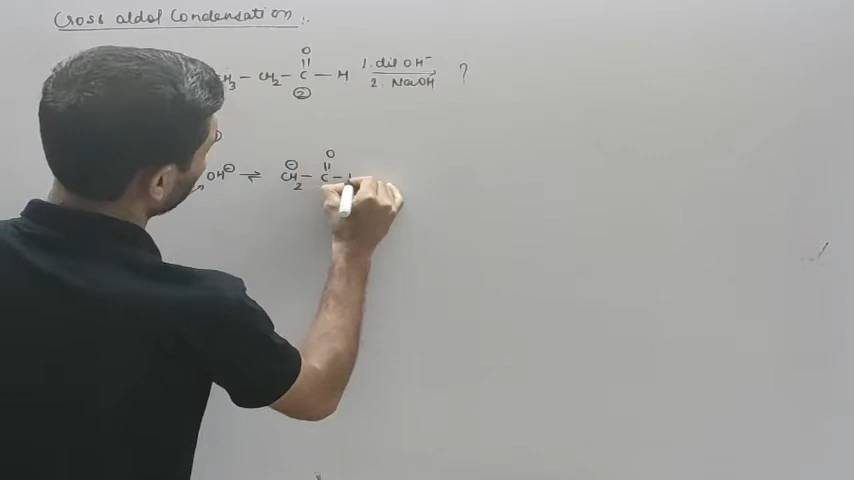 Cross aldol Condensation :
O
H₃ – CH₂ – C – H 1. dil OH⁻ ?
② 2. NaOH
O
OH⊖ ⇌ ⊖CH₂ – C –